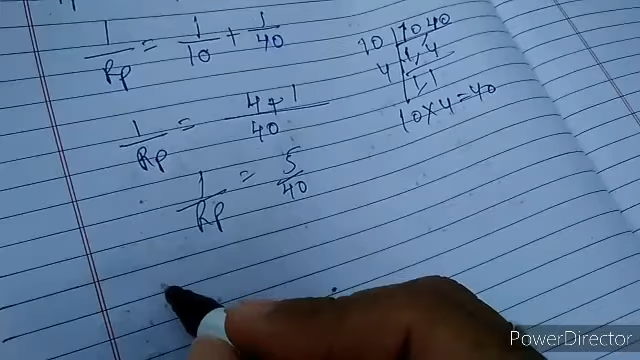 1/Rp = 1/10 + 1/40
1/Rp = 4+1/40
1/Rp = 5/40
10 | 10 40
4 | 1, 4
1, 1
10×4=40
PowerDirector